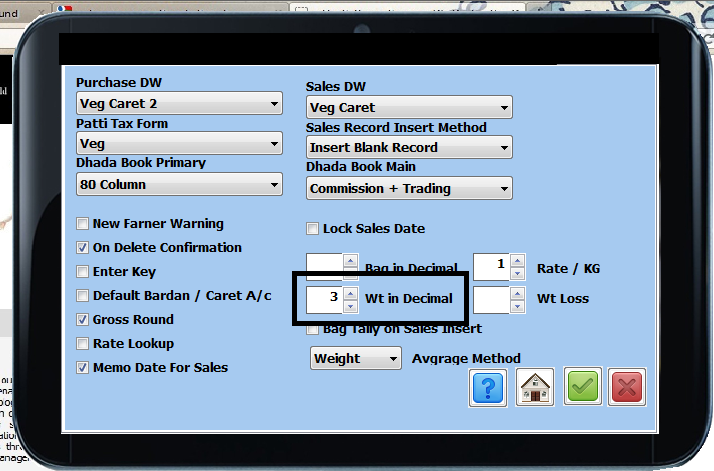 ound
Purchase DW
Veg Caret 2
Patti Tax Form
Veg
Dhada Book Primary
80 Column
New Farner Warning
On Delete Confirmation
Enter Key
Default Bardan / Caret A/c
Gross Round
Rate Lookup
Memo Date For Sales
Sales DW
Veg Caret
Sales Record Insert Method
Insert Blank Record
Dhada Book Main
Commission + Trading
Lock Sales Date
Bag in Decimal
1 Rate / KG
3 Wt in Decimal
Wt Loss
Bag Tally on Sales Insert
Weight Avgrage Method
?